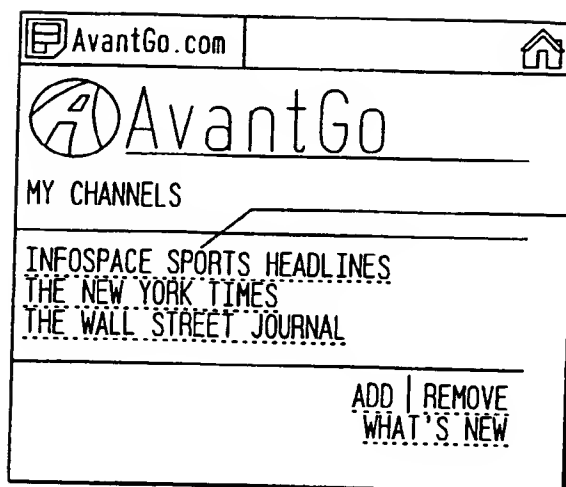 AvantGo.com
AvantGo
MY CHANNELS
INFOSPACE SPORTS HEADLINES
THE NEW YORK TIMES
THE WALL STREET JOURNAL
ADD | REMOVE
WHAT'S NEW